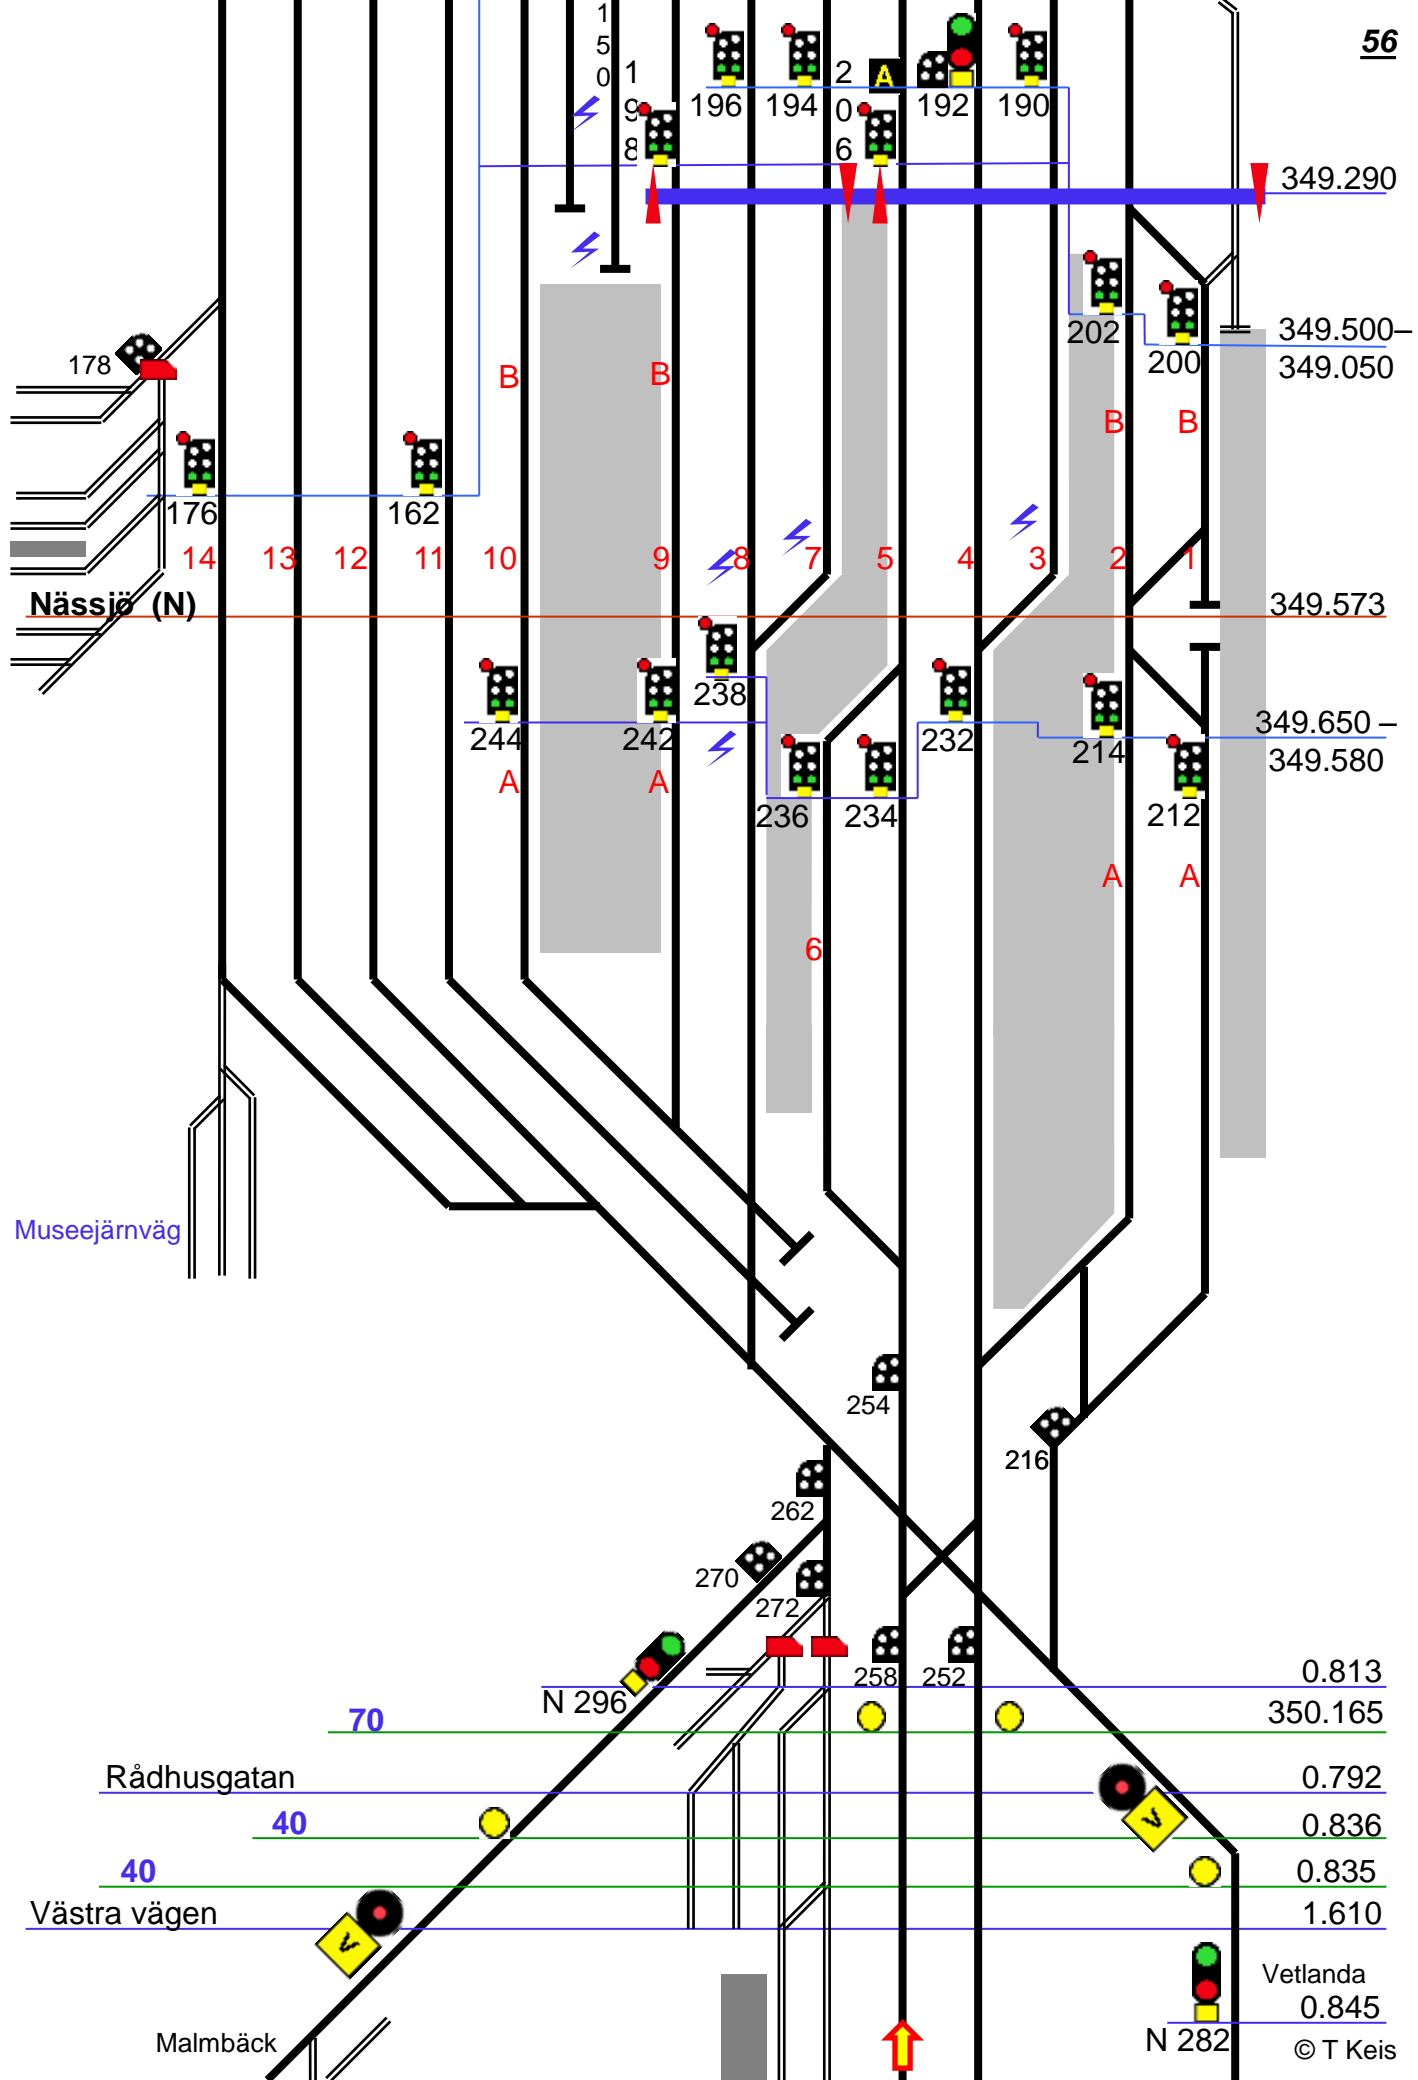 56
150
198
196
194
206
A
192
190
349.290
202
200
349.500–
349.050
178
B
B
B
B
176
162
14
13
12
11
10
9
8
7
5
4
3
2
1
Nässjö (N)
349.573
238
244
242
232
214
349.650 –
349.580
236
234
212
A
A
A
A
6
Museejärnväg
254
216
262
270
272
258
252
0.813
N 296
70
350.165
Rådhusgatan
0.792
40
0.836
40
0.835
Västra vägen
1.610
V
V
Vetlanda
0.845
Malmbäck
N 282
© T Keis